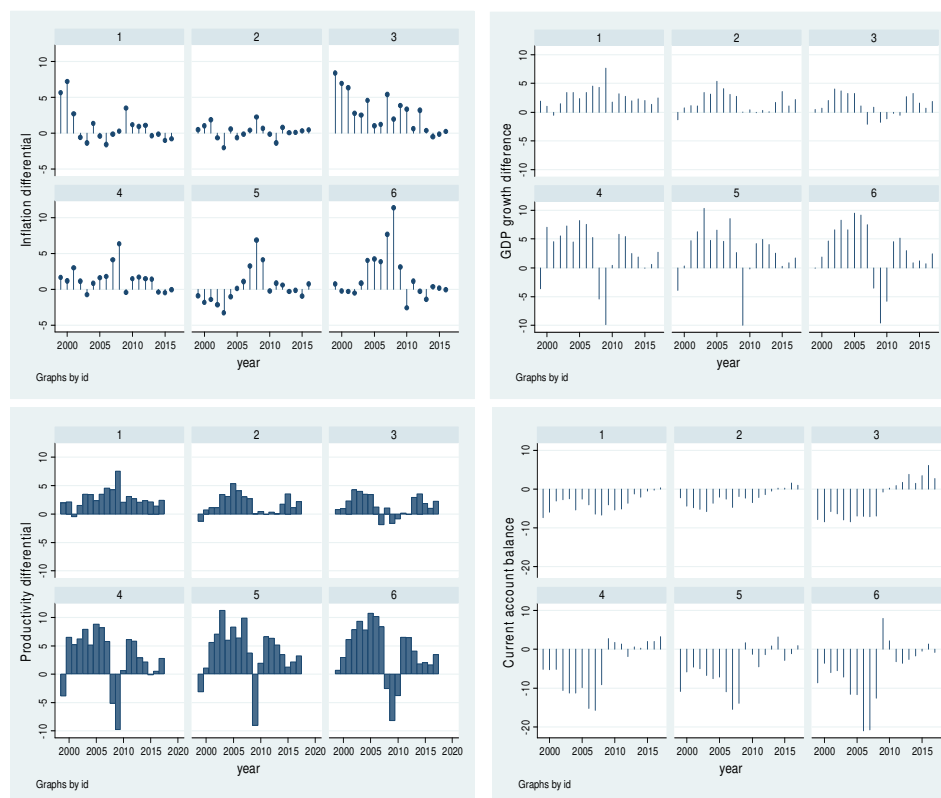 1 2 3
10
5
0
-5
4 5 6
10
5
0
-5
2000 2005 2010 2015 2000 2005 2010 2015 2000 2005 2010 2015
Inflation differential
year
Graphs by id
1 2 3
10
5
0
-5
-10
4 5 6
10
5
0
-5
-10
2000 2005 2010 2015 2000 2005 2010 2015 2000 2005 2010 2015
GDP growth difference
year
Graphs by id
1 2 3
10
5
0
-5
-10
4 5 6
10
5
0
-5
-10
2000 2005 2010 2015 2020 2000 2005 2010 2015 2020 2000 2005 2010 2015 2020
Productivity differential
year
Graphs by id
1 2 3
10
0
-10
-20
4 5 6
10
0
-10
-20
2000 2005 2010 2015 2000 2005 2010 2015 2000 2005 2010 2015
Current account balance
year
Graphs by id